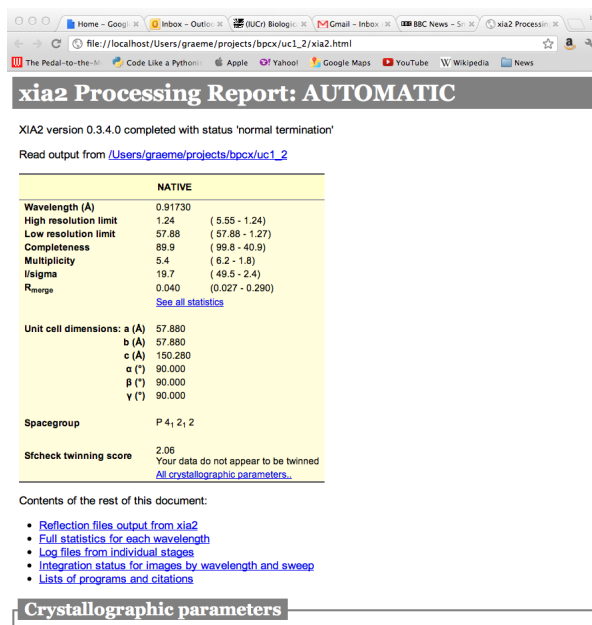 Home – Googl
Inbox – Outlo
(IUCr) Biologic
Gmail – Inbox
BBC News – Sn
xia2 Processin
file://localhost/Users/graeme/projects/bpcx/uc1_2/xia2.html
The Pedal-to-the-M
Code Like a Pythoni
Apple
Yahoo!
Google Maps
YouTube
Wikipedia
News
xia2 Processing Report: AUTOMATIC
XIA2 version 0.3.4.0 completed with status 'normal termination'
Read output from /Users/graeme/projects/bpcx/uc1_2
NATIVE
Wavelength (Å) 0.91730
High resolution limit 1.24 ( 5.55 - 1.24)
Low resolution limit 57.88 ( 57.88 - 1.27)
Completeness 89.9 ( 99.8 - 40.9)
Multiplicity 5.4 ( 6.2 - 1.8)
I/sigma 19.7 ( 49.5 - 2.4)
Rmerge 0.040 (0.027 - 0.290)
See all statistics
Unit cell dimensions: a (Å) 57.880
b (Å) 57.880
c (Å) 150.280
α (°) 90.000
β (°) 90.000
γ (°) 90.000
Spacegroup P 4₁ 2₁ 2
Sfcheck twinning score 2.06
Your data do not appear to be twinned
All crystallographic parameters..
Contents of the rest of this document:
Reflection files output from xia2
Full statistics for each wavelength
Log files from individual stages
Integration status for images by wavelength and sweep
Lists of programs and citations
Crystallographic parameters